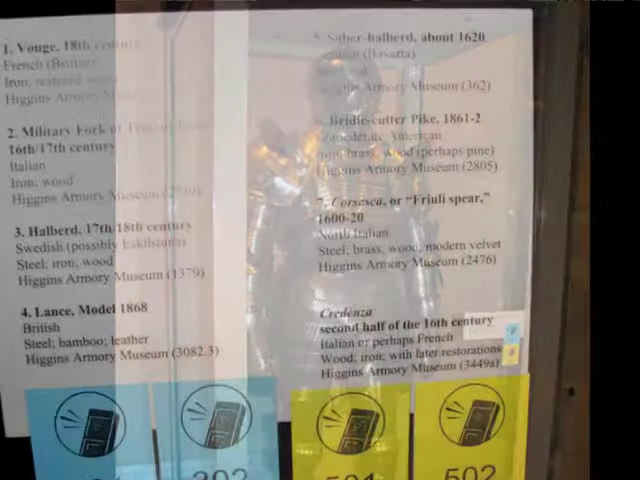 1. Vouge, 18th century
French (Bottart)
Iron; restored
Higgins Armory Museum
2. Military Fork
16th/17th century
Italian
Iron; wood
Higgins Armory Museum
3. Halberd, 17th/18th century
Swedish (possibly Eskilstuna)
Steel; iron; wood
Higgins Armory Museum (1379)
4. Lance, Model 1868
British
Steel; bamboo; leather
Higgins Armory Museum (3082.3)
Saber-halberd, about 1620
(Bavaria)
Higgins Armory Museum (362)
Bridle-cutter Pike, 1861-2
American
brass; wood (perhaps pine)
Higgins Armory Museum (2805)
7. Corsesca, or "Friuli spear,"
1600-20
North Italian
Steel; brass; wood; modern velvet
Higgins Armory Museum (2476)
Credenza
second half of the 16th century
Italian or perhaps French
Wood; iron; with later restorations
Higgins Armory Museum (3449a)
302
501
502